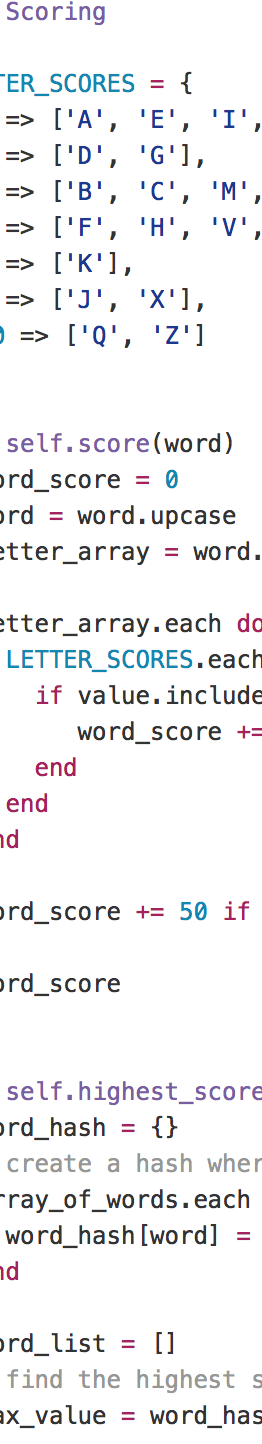 Scoring
TER_SCORES = {
=> ['A', 'E', 'I',
=> ['D', 'G'],
=> ['B', 'C', 'M',
=> ['F', 'H', 'V',
=> ['K'],
=> ['J', 'X'],
0 => ['Q', 'Z']
self.score(word)
ord_score = 0
ord = word.upcase
etter_array = word.
etter_array.each do
LETTER_SCORES.each
if value.include
word_score +=
end
end
nd
ord_score += 50 if
ord_score
self.highest_score
ord_hash = {}
create a hash wher
rray_of_words.each
word_hash[word] =
nd
ord_list = []
find the highest s
ax_value = word_has